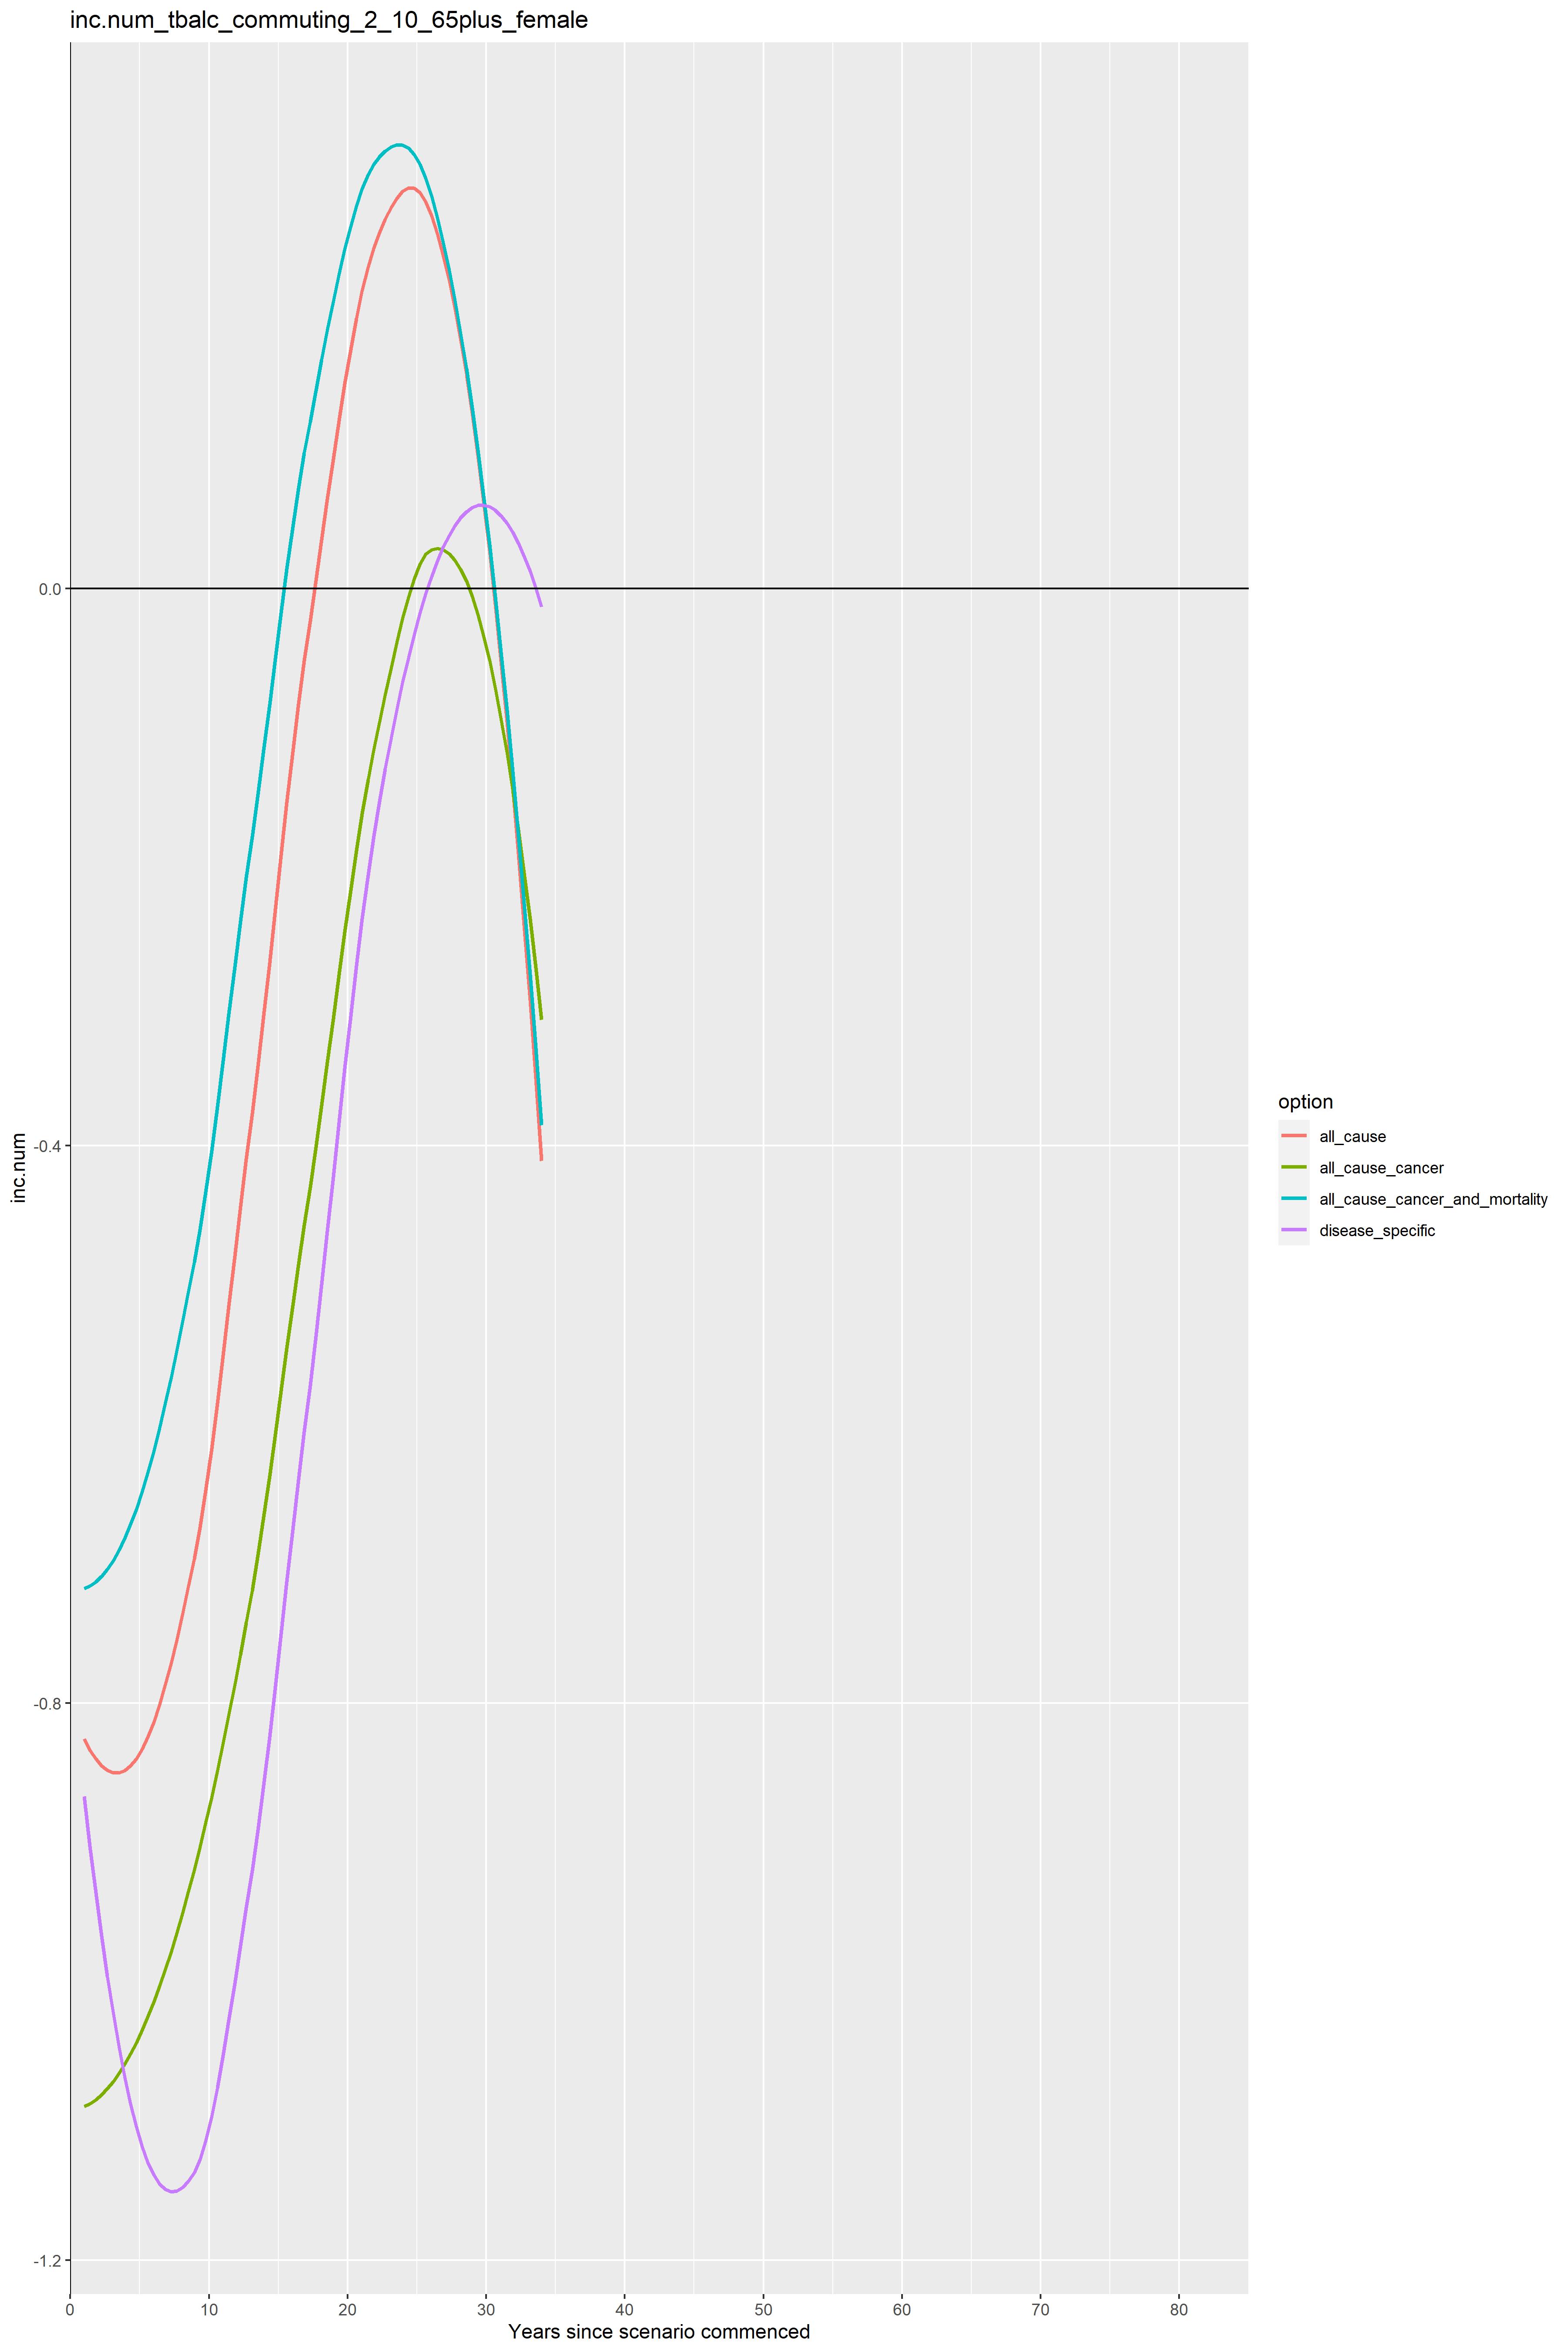 inc.num_tbalc_commuting_2_10_65plus_female
inc.num
0.0
-0.4
-0.8
-1.2
0 10 20 30 40 50 60 70 80
Years since scenario commenced
option
all_cause
all_cause_cancer
all_cause_cancer_and_mortality
disease_specific